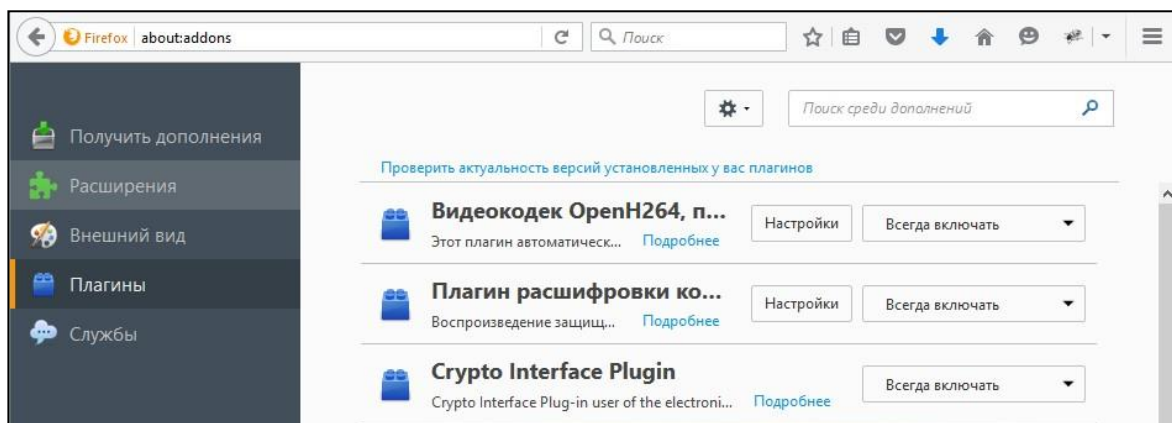 Firefox about:addons Поиск
Поиск среди дополнений
Получить дополнения
Расширения
Внешний вид
Плагины
Службы
Проверить актуальность версий установленных у вас плагинов
Видеокодек OpenH264, п...
Этот плагин автоматическ... Подробнее
Настройки
Всегда включать
Плагин расшифровки ко...
Воспроизведение защищ... Подробнее
Настройки
Всегда включать
Crypto Interface Plugin
Crypto Interface Plug-in user of the electroni... Подробнее
Всегда включать